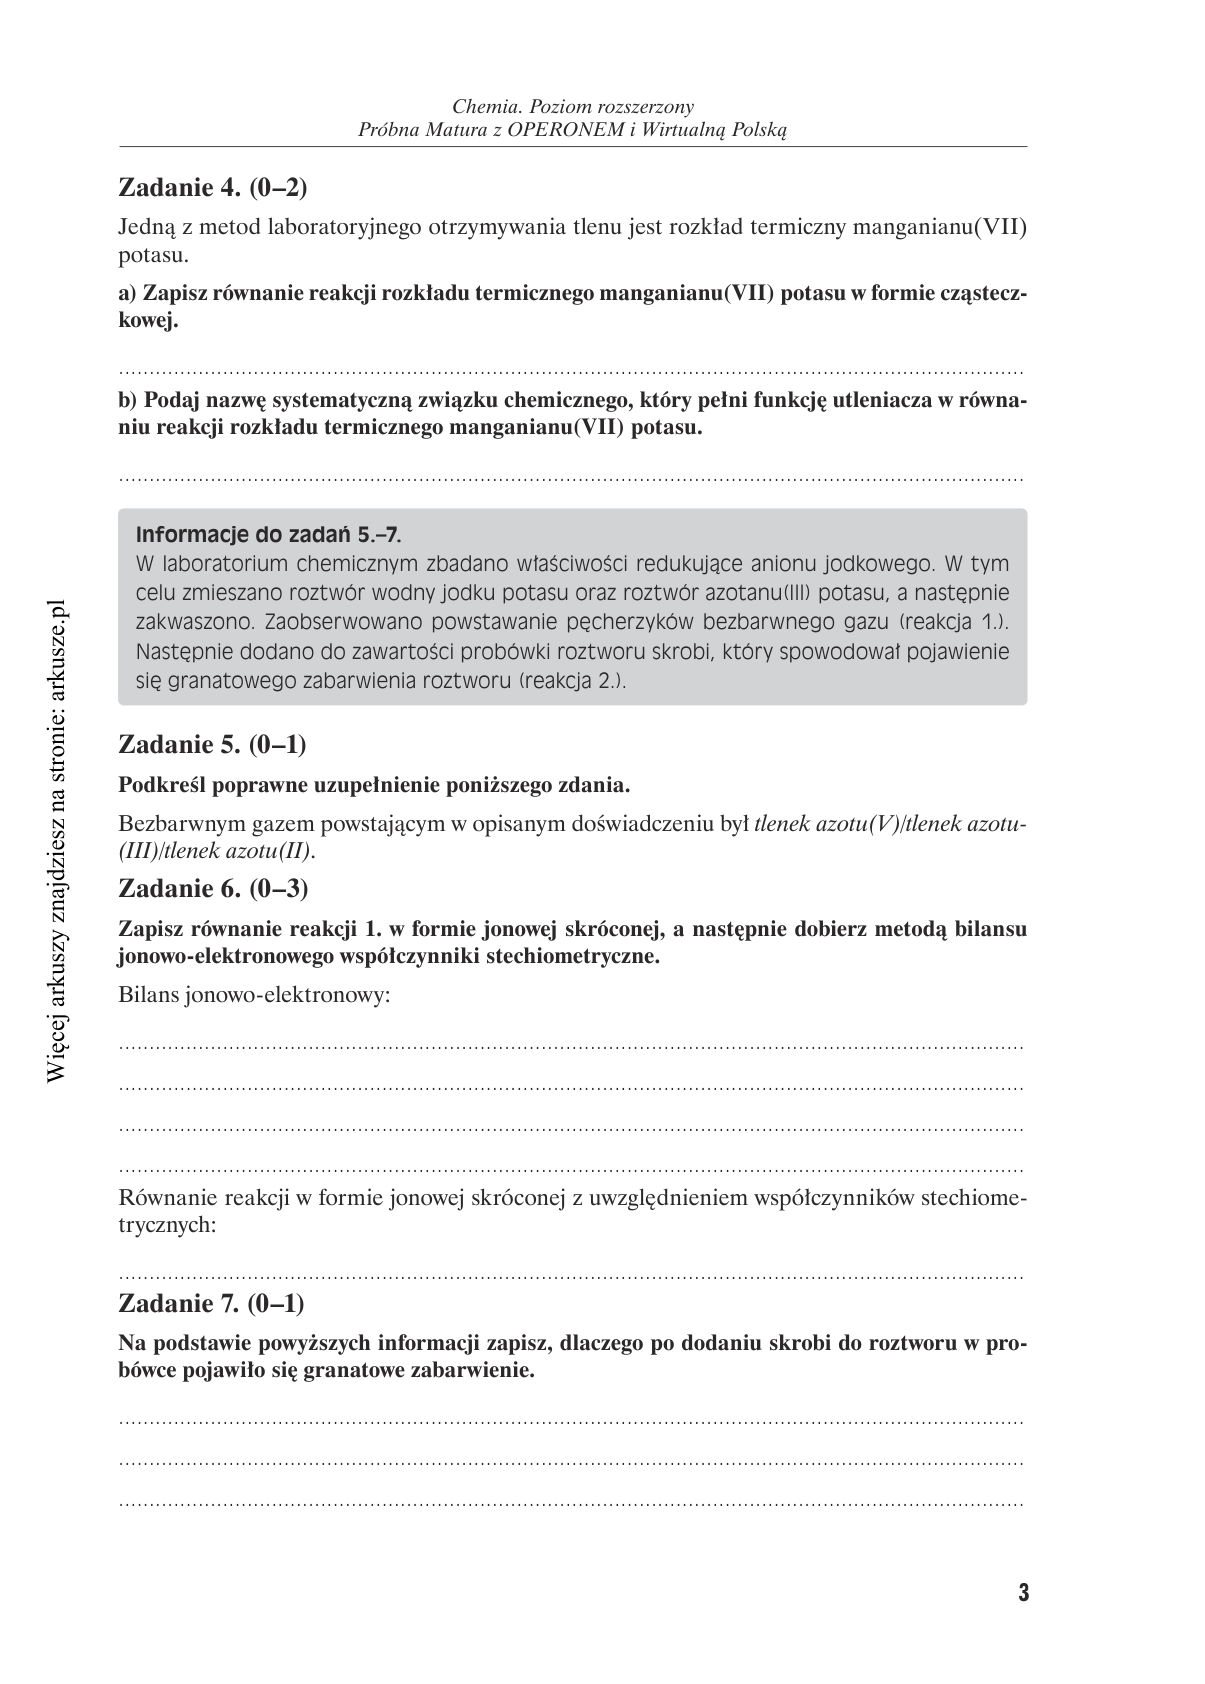 Chemia. Poziom rozszerzony
Próbna Matura z OPERONEM i Wirtualną Polską
Zadanie 4. (0–2)
Jedną z metod laboratoryjnego otrzymywania tlenu jest rozkład termiczny manganianu(VII)
potasu.
a) Zapisz równanie reakcji rozkładu termicznego manganianu(VII) potasu w formie cząstecz-
kowej.
b) Podaj nazwę systematyczną związku chemicznego, który pełni funkcję utleniacza w równa-
niu reakcji rozkładu termicznego manganianu(VII) potasu.
Informacje do zadań 5.–7.
W laboratorium chemicznym zbadano właściwości redukujące anionu jodkowego. W tym
celu zmieszano roztwór wodny jodku potasu oraz roztwór azotanu(III) potasu, a następnie
zakwaszono. Zaobserwowano powstawanie pęcherzyków bezbarwnego gazu (reakcja 1.).
Następnie dodano do zawartości probówki roztworu skrobi, który spowodował pojawienie
się granatowego zabarwienia roztworu (reakcja 2.).
Zadanie 5. (0–1)
Podkreśl poprawne uzupełnienie poniższego zdania.
Bezbarwnym gazem powstającym w opisanym doświadczeniu był tlenek azotu(V)/tlenek azotu-
(III)/tlenek azotu(II).
Zadanie 6. (0–3)
Zapisz równanie reakcji 1. w formie jonowej skróconej, a następnie dobierz metodą bilansu
jonowo-elektronowego współczynniki stechiometryczne.
Bilans jonowo-elektronowy:
Równanie reakcji w formie jonowej skróconej z uwzględnieniem współczynników stechiome-
trycznych:
Zadanie 7. (0–1)
Na podstawie powyższych informacji zapisz, dlaczego po dodaniu skrobi do roztworu w pro-
bówce pojawiło się granatowe zabarwienie.
3
Więcej arkuszy znajdziesz na stronie: arkusze.pl